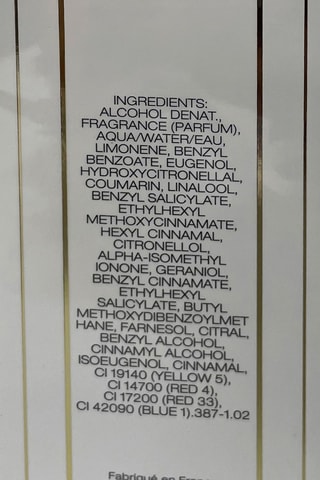 INGREDIENTS:
ALCOHOL DENAT.,
FRAGRANCE (PARFUM),
AQUA/WATER/EAU,
LIMONENE, BENZYL
BENZOATE, EUGENOL,
HYDROXYCITRONELLAL,
COUMARIN, LINALOOL,
BENZYL SALICYLATE,
ETHYLHEXYL
METHOXYCINNAMATE,
HEXYL CINNAMAL,
CITRONELLOL,
ALPHA-ISOMETHYL
IONONE, GERANIOL,
BENZYL CINNAMATE,
ETHYLHEXYL
SALICYLATE, BUTYL
METHOXYDIBENZOYLMET
HANE, FARNESOL, CITRAL,
BENZYL ALCOHOL,
CINNAMYL ALCOHOL,
ISOEUGENOL, CINNAMAL,
CI 19140 (YELLOW 5),
CI 14700 (RED 4),
CI 17200 (RED 33),
CI 42090 (BLUE 1).387-1.02
Fabriqué en